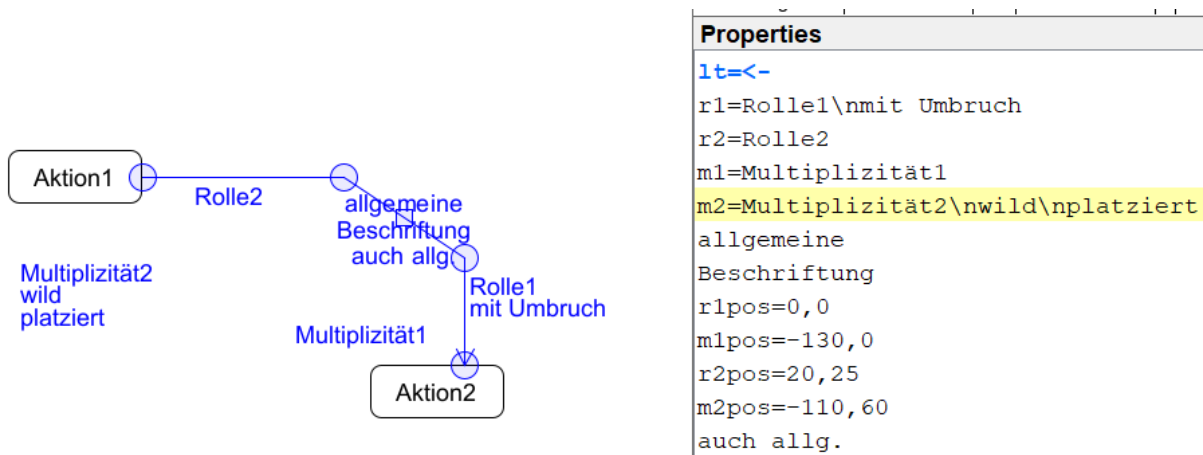 Aktion1
Rolle2
allgemeine
Beschriftung
auch allg.
Multiplizität2
wild
platziert
Rolle1
mit Umbruch
Multiplizität1
Aktion2
Properties
lt=<-
r1=Rolle1\nmit Umbruch
r2=Rolle2
m1=Multiplizität1
m2=Multiplizität2\nwild\nplatziert
allgemeine
Beschriftung
r1pos=0,0
m1pos=-130,0
r2pos=20,25
m2pos=-110,60
auch allg.